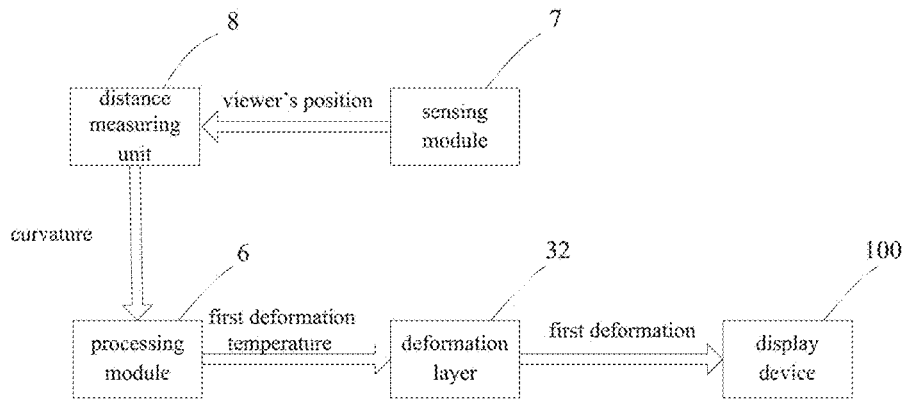 8
7
distance
measuring
unit
viewer's position
sensing
module
curvature
6
32
100
processing
module
first deformation
temperature
deformation
layer
first deformation
display
device